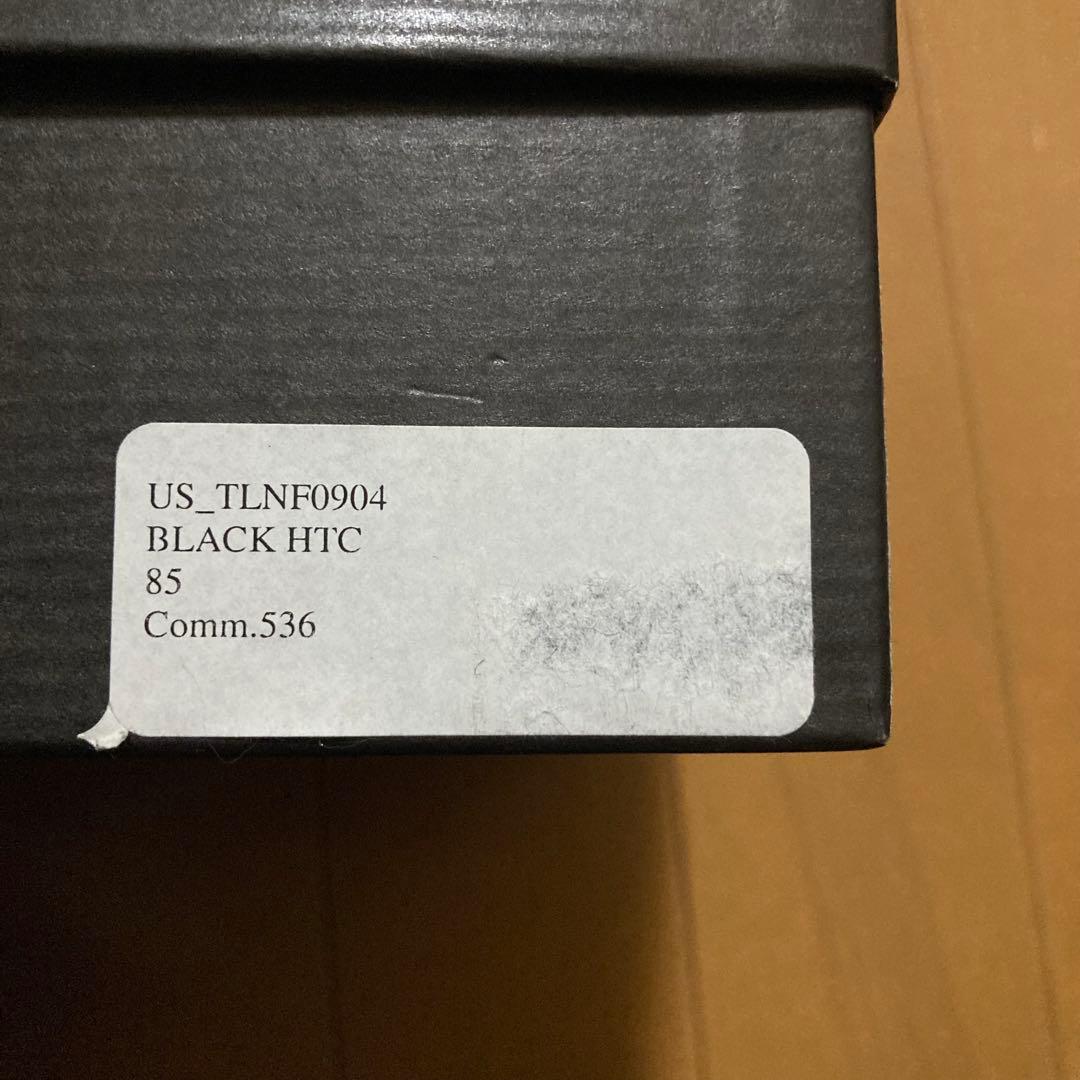 US_TLNF0904
BLACK HTC
85
Comm.536